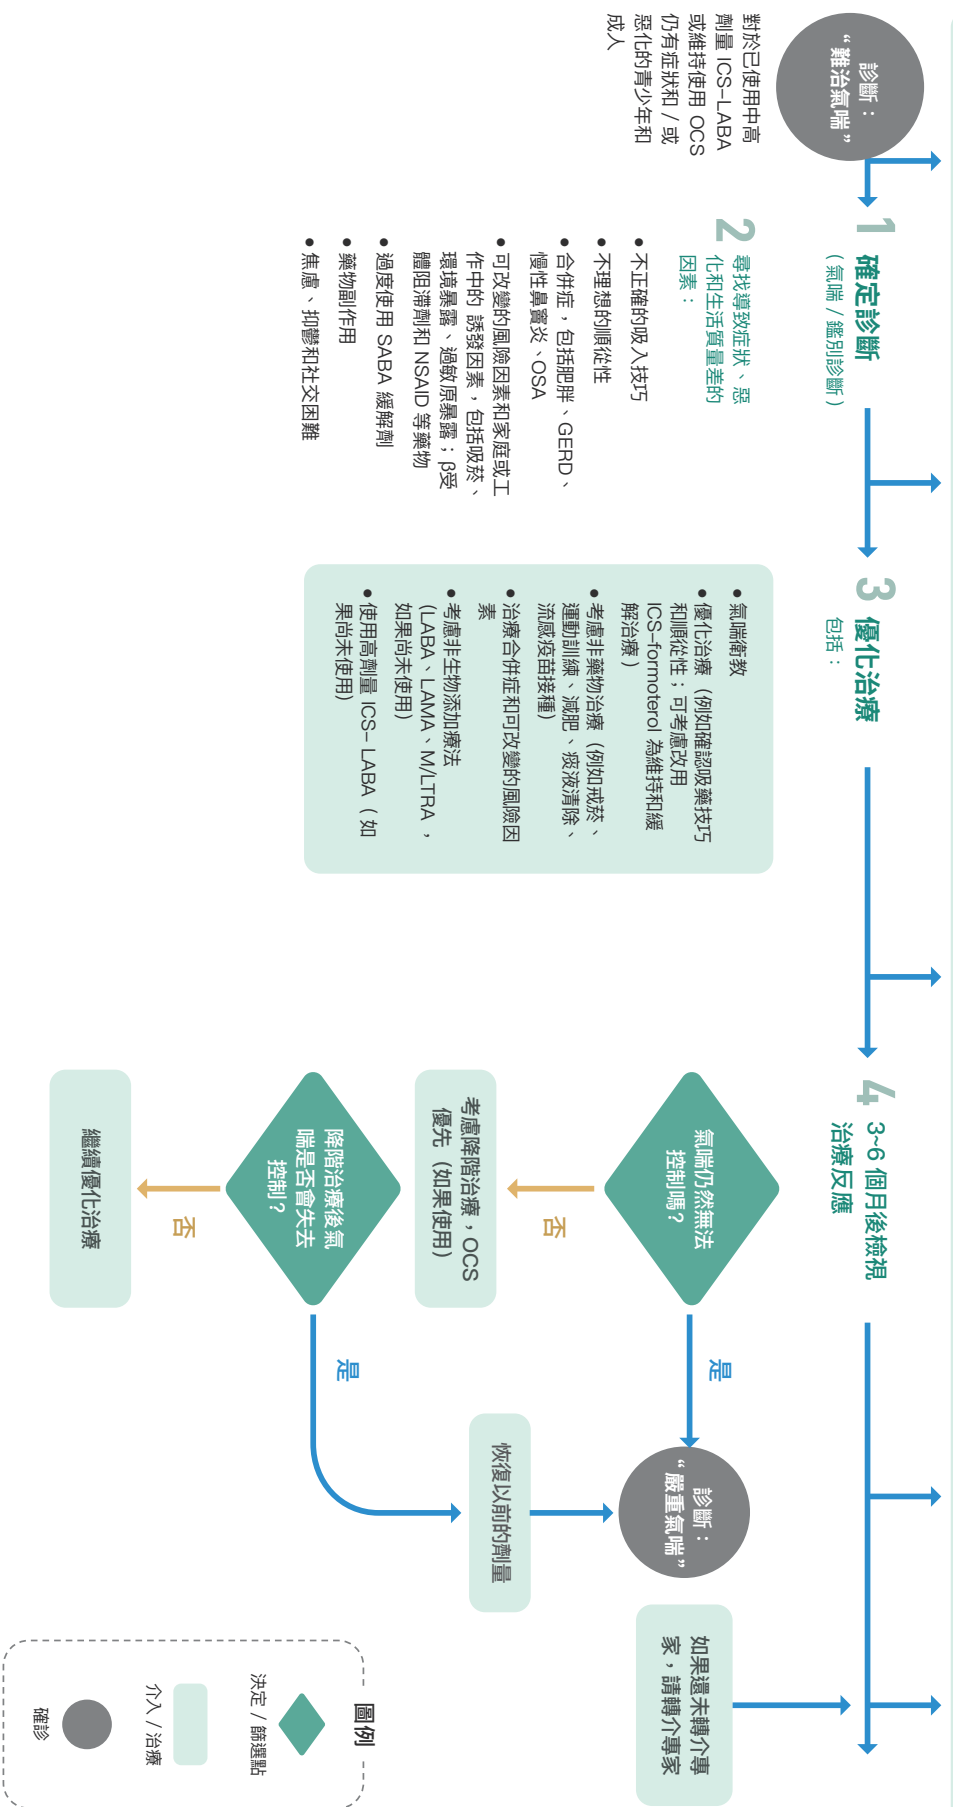 診斷：
“難治氣喘”
對於已使用中高
劑量 ICS-LABA
或維持使用 OCS
仍有症狀和 / 或
惡化的青少年和
成人
1 確定診斷
（ 氣喘 / 鑑別診斷 ）
2 尋找導致症狀、惡
化和生活質量差的
因素：
● 不正確的吸入技巧
● 不理想的順從性
● 合併症，包括肥胖、GERD、
慢性鼻竇炎、OSA
● 可改變的風險因素和家庭或工
作中的 誘發因素，包括吸菸、
環境暴露、過敏原暴露；β受
體阻滯劑和 NSAID 等藥物
● 過度使用 SABA 緩解劑
● 藥物副作用
● 焦慮、抑鬱和社交困難
3 優化治療
包括：
● 氣喘衛教
● 優化治療（例如確認吸藥技巧
和順從性；可考慮改用
ICS-formoterol 為維持和緩
解治療 ）
● 考慮非藥物治療（例如戒菸、
運動訓練、減肥、痰液清除、
流感疫苗接種）
● 治療合併症和可改變的風險因
素
● 考慮非生物添加療法
(LABA、LAMA、M/LTRA ，
如果尚未使用)
● 使用高劑量 ICS- LABA（ 如
果尚未使用)
4 3~6 個月後檢視
治療反應
氣喘仍然無法
控制嗎？
否
是
考慮降階治療，OCS
優先（如果使用）
降階治療後氣
喘是否會失去
控制？
否
是
繼續優化治療
恢復以前的劑量
診斷：
“ 嚴重氣喘”
如果還未轉介專
家，請轉介專家
圖例
決定 / 篩選點
介入 / 治療
確診